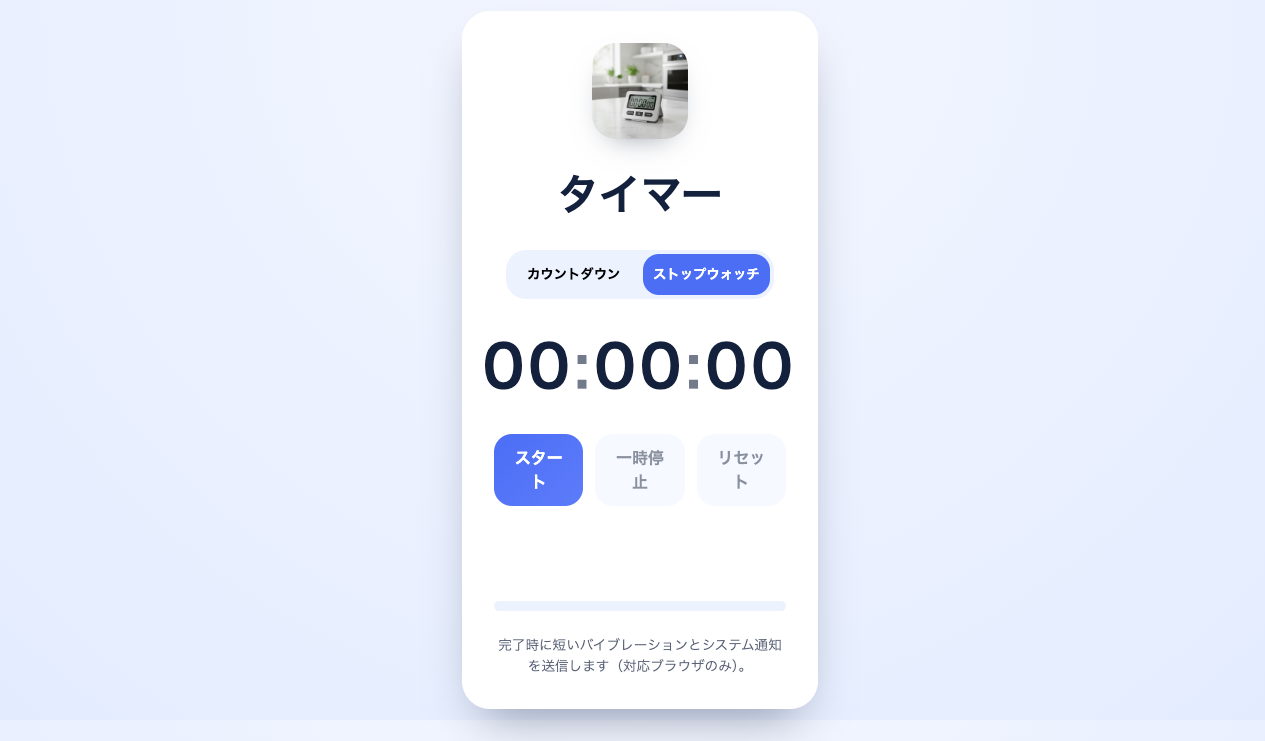 タイマー
カウントダウン ストップウォッチ
00:00:00
スター
ト
一時停
止
リセッ
ト
完了時に短いバイブレーションとシステム通知
を送信します（対応ブラウザのみ）。